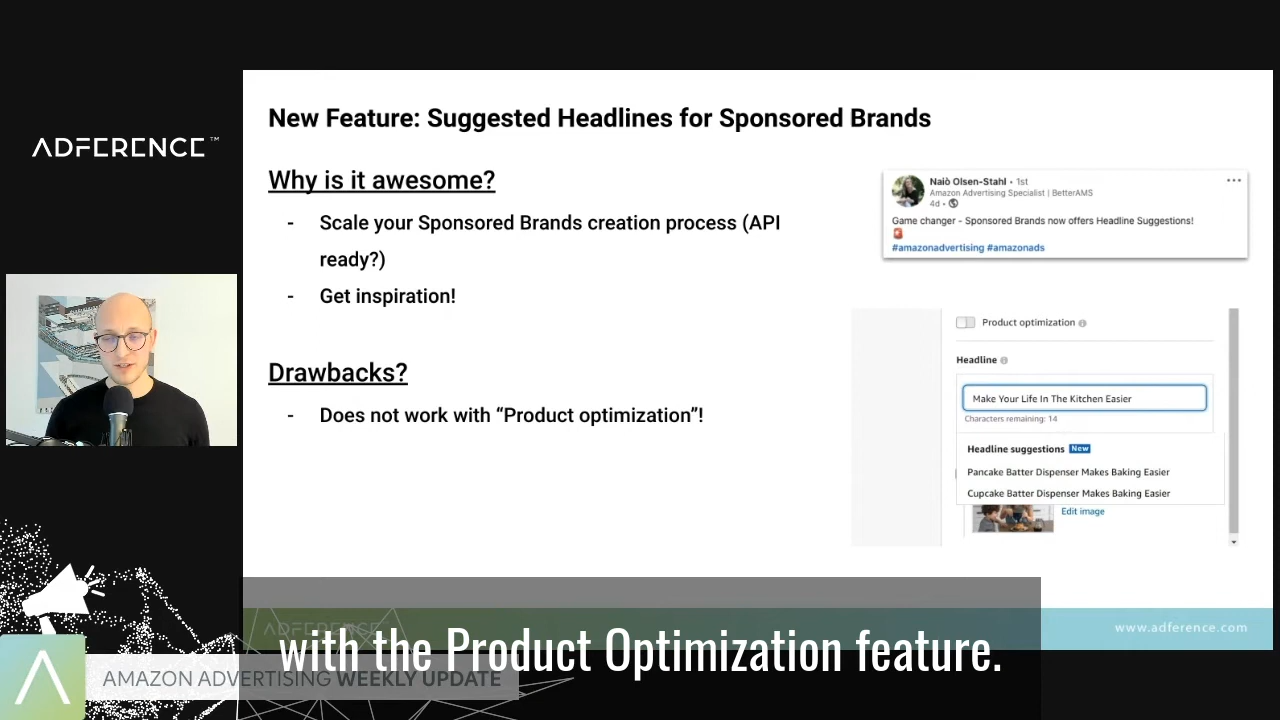 ADFERENCE™
New Feature: Suggested Headlines for Sponsored Brands
Why is it awesome?
- Scale your Sponsored Brands creation process (API
ready?)
- Get inspiration!
Drawbacks?
- Does not work with “Product optimization”!
Naiò Olsen-Stahl • 1st
Amazon Advertising Specialist | BetterAMS
4d •
Game changer - Sponsored Brands now offers Headline Suggestions!
#amazonadvertising #amazonads
Product optimization
Headline
Make Your Life In The Kitchen Easier
Characters remaining: 14
Headline suggestions New
Pancake Batter Dispenser Makes Baking Easier
Cupcake Batter Dispenser Makes Baking Easier
Edit image
ADFERENCE
www.adference.com
with the Product Optimization feature.
AMAZON ADVERTISING WEEKLY UPDATE